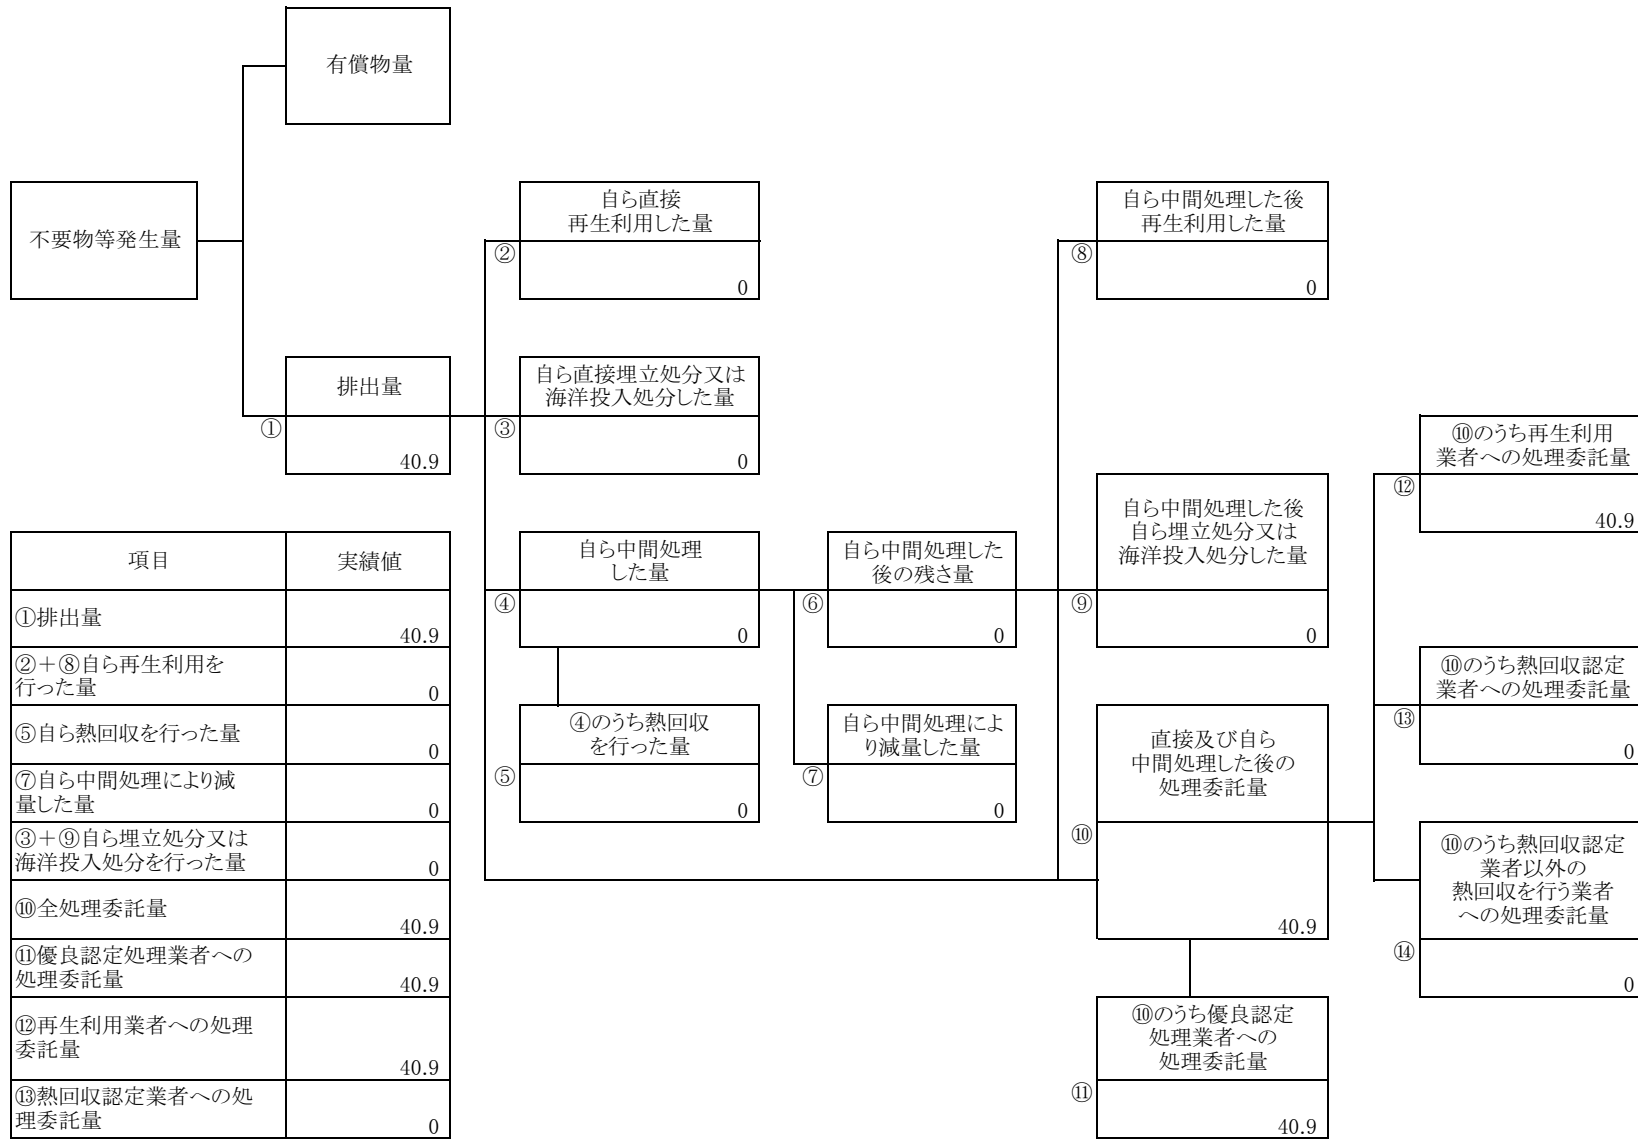 有償物量
不要物等発生量
排出量
①
40.9
自ら直接
再生利用した量
②
0
自ら直接埋立処分又は
海洋投入処分した量
③
0
自ら中間処理
した量
④
0
④のうち熱回収
を行った量
⑤
0
自ら中間処理した
後の残さ量
⑥
0
自ら中間処理によ
り減量した量
⑦
0
自ら中間処理した後
再生利用した量
⑧
0
自ら中間処理した後
自ら埋立処分又は
海洋投入処分した量
⑨
0
直接及び自ら
中間処理した後の
処理委託量
⑩
40.9
⑩のうち優良認定
処理業者への
処理委託量
⑪
40.9
⑩のうち再生利用
業者への処理委託量
⑫
40.9
⑩のうち熱回収認定
業者への処理委託量
⑬
0
⑩のうち熱回収認定
業者以外の
熱回収を行う業者
への処理委託量
⑭
0
項目 実績値
①排出量
40.9
②＋⑧自ら再生利用を
行った量
0
⑤自ら熱回収を行った量
0
⑦自ら中間処理により減
量した量
0
③＋⑨自ら埋立処分又は
海洋投入処分を行った量
0
⑩全処理委託量
40.9
⑪優良認定処理業者への
処理委託量
40.9
⑫再生利用業者への処理
委託量
40.9
⑬熱回収認定業者への処
理委託量
0